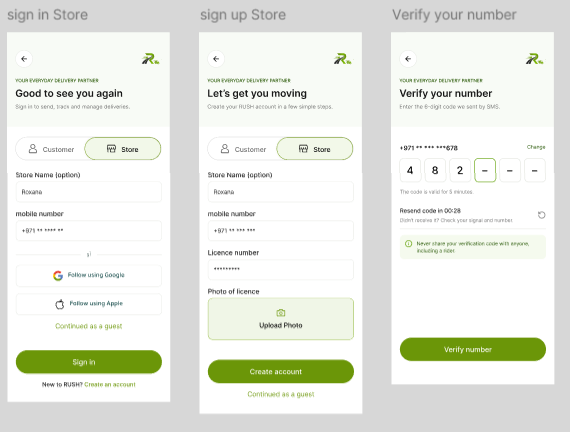 sign in Store
YOUR EVERYDAY DELIVERY PARTNER
Good to see you again
Sign in to send, track and manage deliveries.
Customer
Store
Store Name (option)
Roxana
mobile number
+971 ** **** **
أو
Follow using Google
Follow using Apple
Continued as a guest
Sign in
New to RUSH? Create an account
sign up Store
YOUR EVERYDAY DELIVERY PARTNER
Let's get you moving
Create your RUSH account in a few simple steps.
Customer
Store
Store Name (option)
Roxana
mobile number
+971 ** *** ***
Licence number
*********
Photo of licence
Upload Photo
Create account
Continued as a guest
Verify your number
YOUR EVERYDAY DELIVERY PARTNER
Verify your number
Enter the 6-digit code we sent by SMS.
+971 ** *** ***678
Change
4 8 2 – – –
The code is valid for 5 minutes.
Resend code in 00:28
Didn't receive it? Check your signal and number.
Never share your verification code with anyone,
including a rider.
Verify number